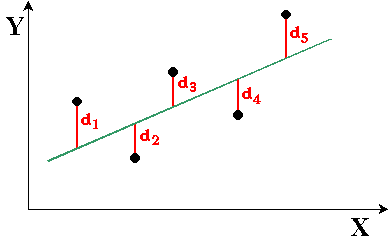 Y
d₅
d₃
d₄
d₁
d₂
X